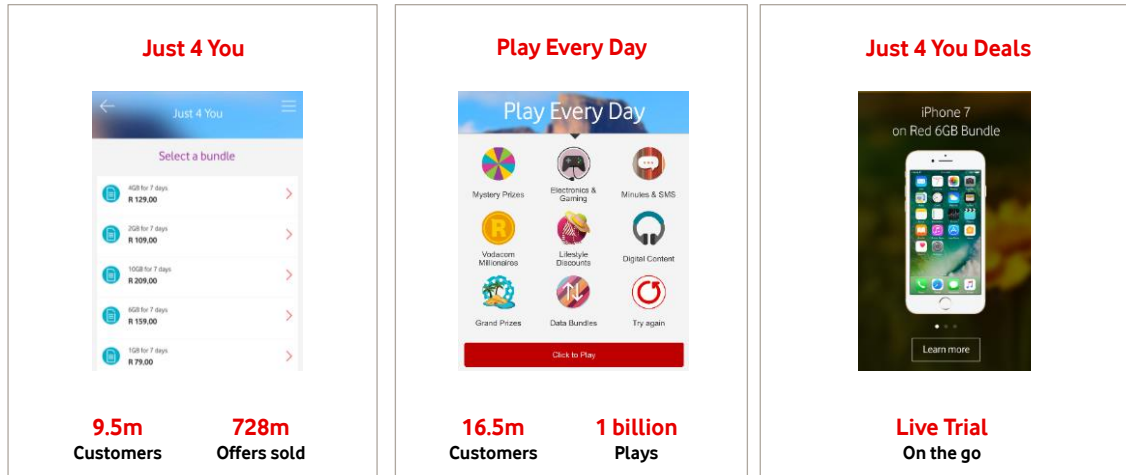 Just 4 You
Just 4 You
Select a bundle
4GB for 7 days
R 129.00
2GB for 7 days
R 109.00
10GB for 7 days
R 209.00
6GB for 7 days
R 159.00
1GB for 7 days
R 79.00
9.5m
Customers
728m
Offers sold
Play Every Day
Play Every Day
Mystery Prizes
Electronics &
Gaming
Minutes & SMS
R
Vodacom
Millionaires
Lifestyle
Discounts
Digital Content
Grand Prizes
Data Bundles
Try again
Click to Play
16.5m
Customers
1 billion
Plays
Just 4 You Deals
iPhone 7
on Red 6GB Bundle
Learn more
Live Trial
On the go